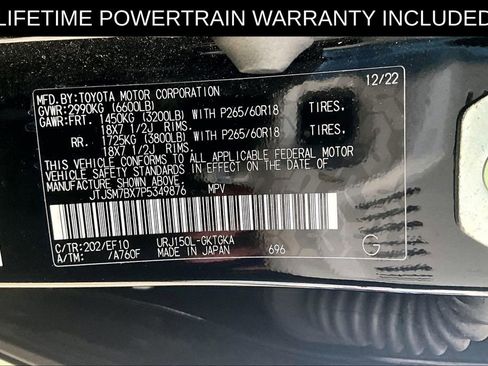 LIFETIME POWERTRAIN WARRANTY INCLUDED
MFD.BY:TOYOTA MOTOR CORPORATION 12/22
GVWR:2990KG (6600LB)
GAWR:FRT. 1450KG (3200LB) WITH P265/60R18 TIRES,
18X7 1/2J RIMS.
RR. 1725KG (3800LB) WITH P265/60R18 TIRES,
18X7 1/2J RIMS.
THIS VEHICLE CONFORMS TO ALL APPLICABLE FEDERAL MOTOR
VEHICLE SAFETY STANDARDS IN EFFECT ON THE DATE OF
MANUFACTURE SHOWN ABOVE.
JTJSM7BX7P5349876 MPV
C/TR:202/EF10 URJ150L-GKTGKA
A/TM: /A760F MADE IN JAPAN 696 G